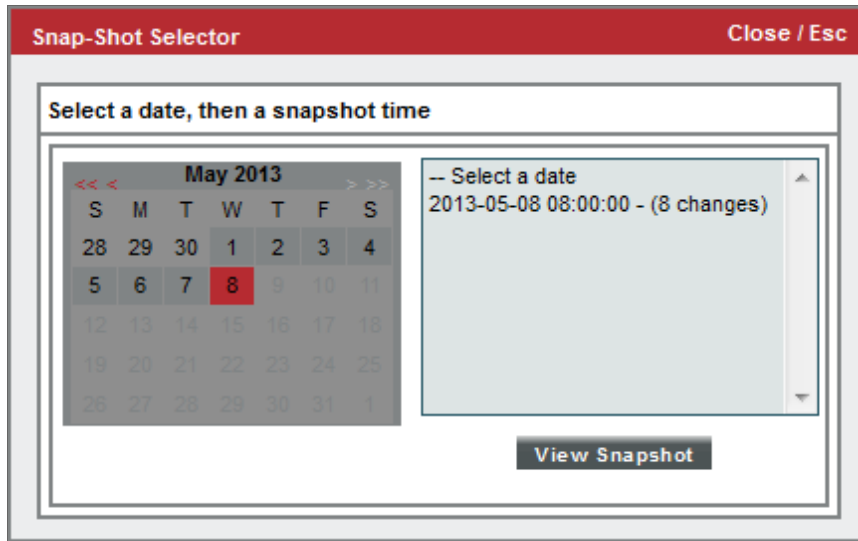 Snap-Shot Selector Close / Esc
Select a date, then a snapshot time
<< < May 2013 > >>
S M T W T F S
28 29 30 1 2 3 4
5 6 7 8 9 10 11
12 13 14 15 16 17 18
19 20 21 22 23 24 25
26 27 28 29 30 31 1
-- Select a date
2013-05-08 08:00:00 - (8 changes)
View Snapshot